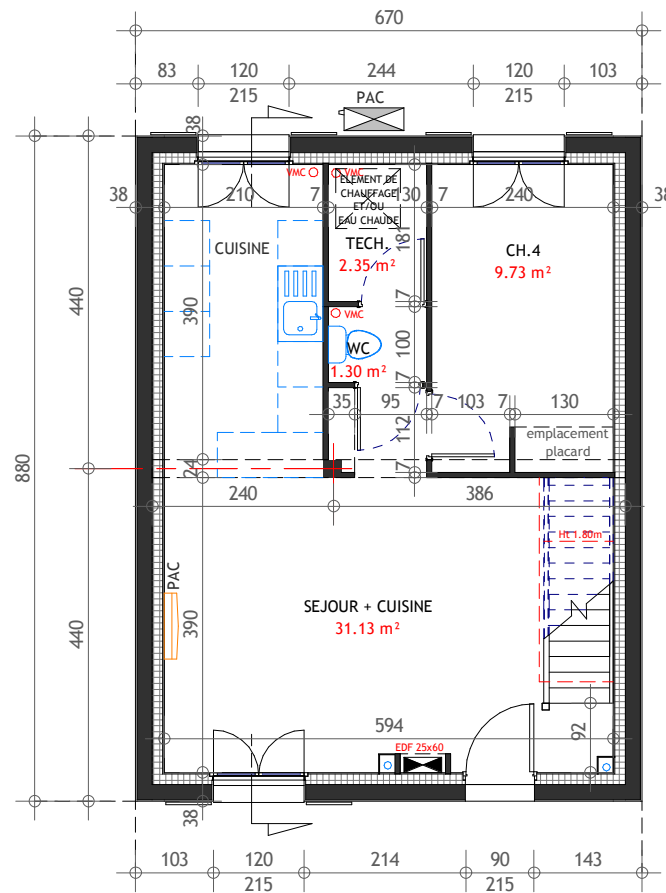 670
83 120 244 120 103
215 PAC 215
38
VMC VMC
ELEMENT DE
CHAUFFAGE
ET/OU
EAU CHAUDE
38 210 7 130 7 240 38
CUISINE
TECH.
2.35 m²
181
CH.4
9.73 m²
440
390
7
VMC
WC
1.30 m²
100
7
35 95 7 103 7 130
112
emplacement
placard
880
24
7
240 386
Ht 1.80m
PAC
SEJOUR + CUISINE
31.13 m²
390
440
594
92
EDF 25x60
38
103 120 214 90 143
215 215